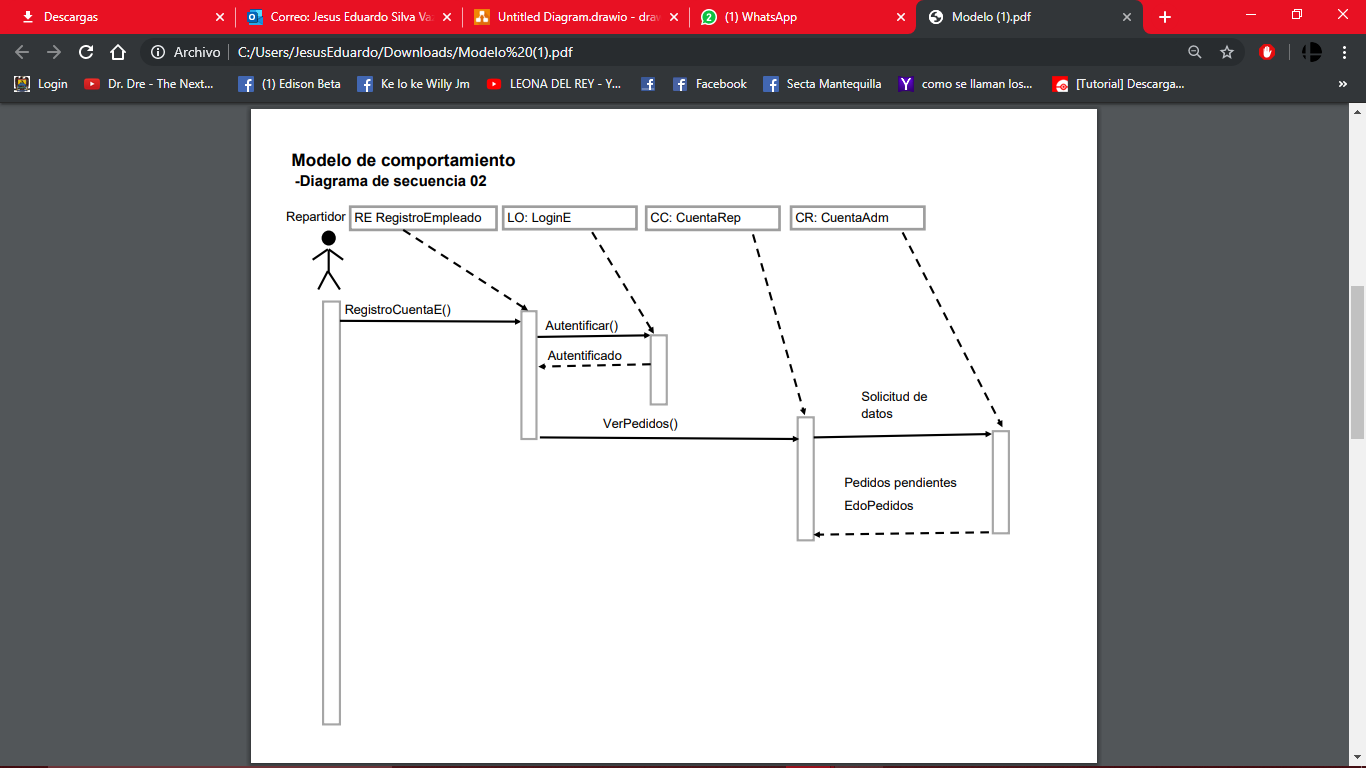 Descargas
Correo: Jesus Eduardo Silva Va
Untitled Diagram.drawio - drav
2 (1) WhatsApp
Modelo (1).pdf
Archivo
C:/Users/JesusEduardo/Downloads/Modelo%20(1).pdf
Login
Dr. Dre - The Next...
(1) Edison Beta
Ke lo ke Willy Jm
LEONA DEL REY - Y...
Facebook
Secta Mantequilla
como se llaman los...
[Tutorial] Descarga...
»
Modelo de comportamiento
-Diagrama de secuencia 02
Repartidor
RE RegistroEmpleado
LO: LoginE
CC: CuentaRep
CR: CuentaAdm
RegistroCuentaE()
Autentificar()
Autentificado
Solicitud de
datos
VerPedidos()
Pedidos pendientes
EdoPedidos